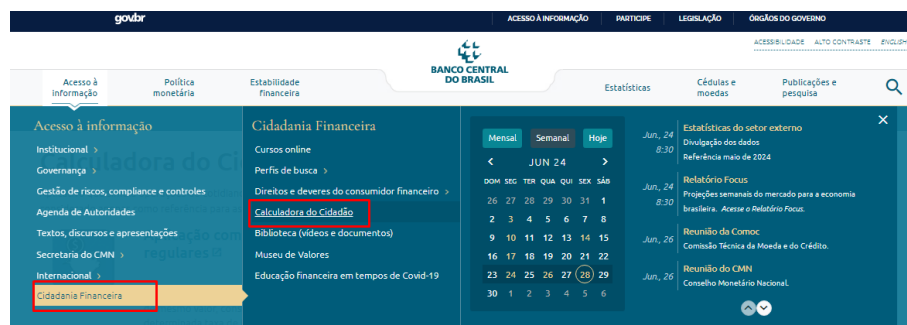 gov.br
ACESSO À INFORMAÇÃO PARTICIPE LEGISLAÇÃO ÓRGÃOS DO GOVERNO
ACESSIBILIDADE ALTO CONTRASTE ENGLISH
BANCO CENTRAL
DO BRASIL
Acesso à
informação
Política
monetária
Estabilidade
financeira
Estatísticas
Cédulas e
moedas
Publicações e
pesquisa
Acesso à informação
Institucional >
Governança >
Gestão de riscos, compliance e controles
Agenda de Autoridades
Textos, discursos e apresentações
Secretaria do CMN >
Internacional >
Cidadania Financeira
Cidadania Financeira
Cursos online
Perfis de busca >
Direitos e deveres do consumidor financeiro >
Calculadora do Cidadão
Biblioteca (vídeos e documentos)
Museu de Valores
Educação financeira em tempos de Covid-19
Mensal Semanal Hoje
< JUN 24 >
DOM SEG TER QUA QUI SEX SÁB
26 27 28 29 30 31 1
2 3 4 5 6 7 8
9 10 11 12 13 14 15
16 17 18 19 20 21 22
23 24 25 26 27 28 29
30 1 2 3 4 5 6
Jun., 24
8:30
Estatísticas do setor externo
Divulgação dos dados
Referência maio de 2024
Jun., 24
8:30
Relatório Focus
Projeções semanais do mercado para a economia
brasileira. Acesse o Relatório Focus.
Jun., 26
Reunião da Comoc
Comissão Técnica da Moeda e do Crédito.
Jun., 26
Reunião do CMN
Conselho Monetário Nacional.